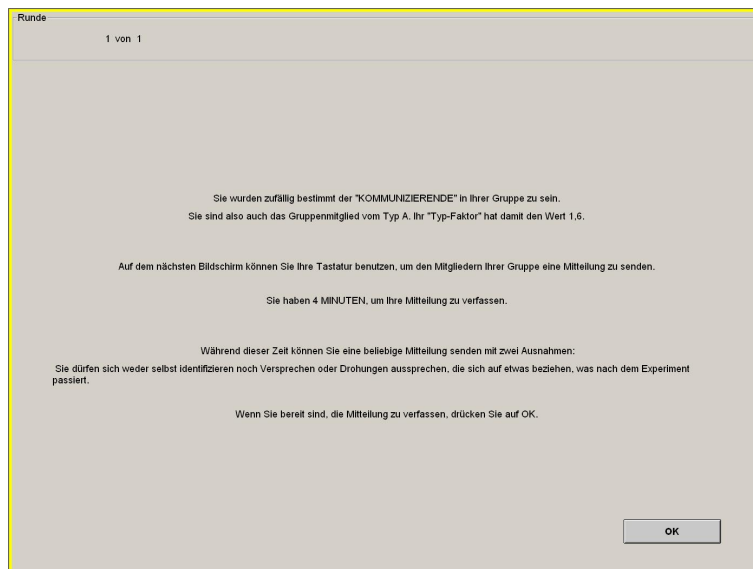 Runde
1 von 1
Sie wurden zufällig bestimmt der "KOMMUNIZIERENDE" in Ihrer Gruppe zu sein.
Sie sind also auch das Gruppenmitglied vom Typ A. Ihr "Typ-Faktor" hat damit den Wert 1,6.
Auf dem nächsten Bildschirm können Sie Ihre Tastatur benutzen, um den Mitgliedern Ihrer Gruppe eine Mitteilung zu senden.
Sie haben 4 MINUTEN, um Ihre Mitteilung zu verfassen.
Während dieser Zeit können Sie eine beliebige Mitteilung senden mit zwei Ausnahmen:
Sie dürfen sich weder selbst identifizieren noch Versprechen oder Drohungen aussprechen, die sich auf etwas beziehen, was nach dem Experiment
passiert.
Wenn Sie bereit sind, die Mitteilung zu verfassen, drücken Sie auf OK.
OK